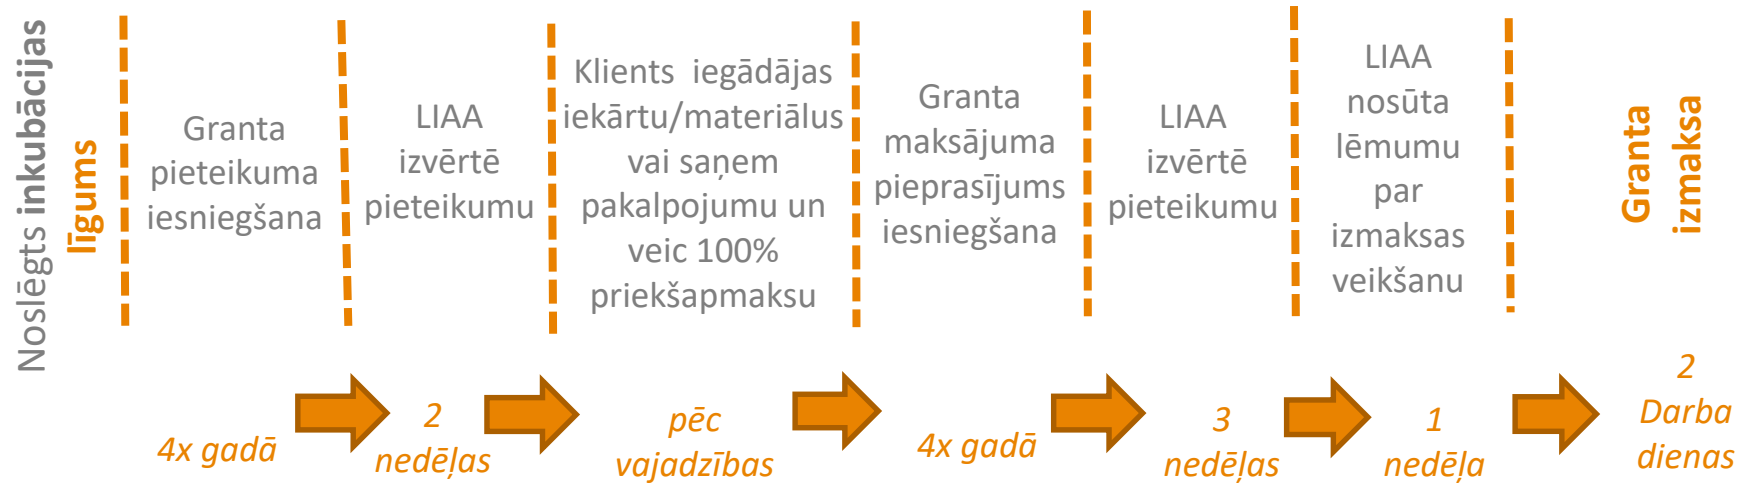 Noslēgts inkubācijas
līgums
Granta
pieteikuma
iesniegšana
4x gadā
LIAA
izvērtē
pieteikumu
2
nedēļas
Klients  iegādājas
iekārtu/materiālus
vai saņem
pakalpojumu un
veic 100%
priekšapmaksu
pēc
vajadzības
Granta
maksājuma
pieprasījums
iesniegšana
4x gadā
LIAA
izvērtē
pieteikumu
3
nedēļas
LIAA
nosūta
lēmumu
par
izmaksas
veikšanu
1
nedēļa
Granta
izmaksa
2
Darba
dienas